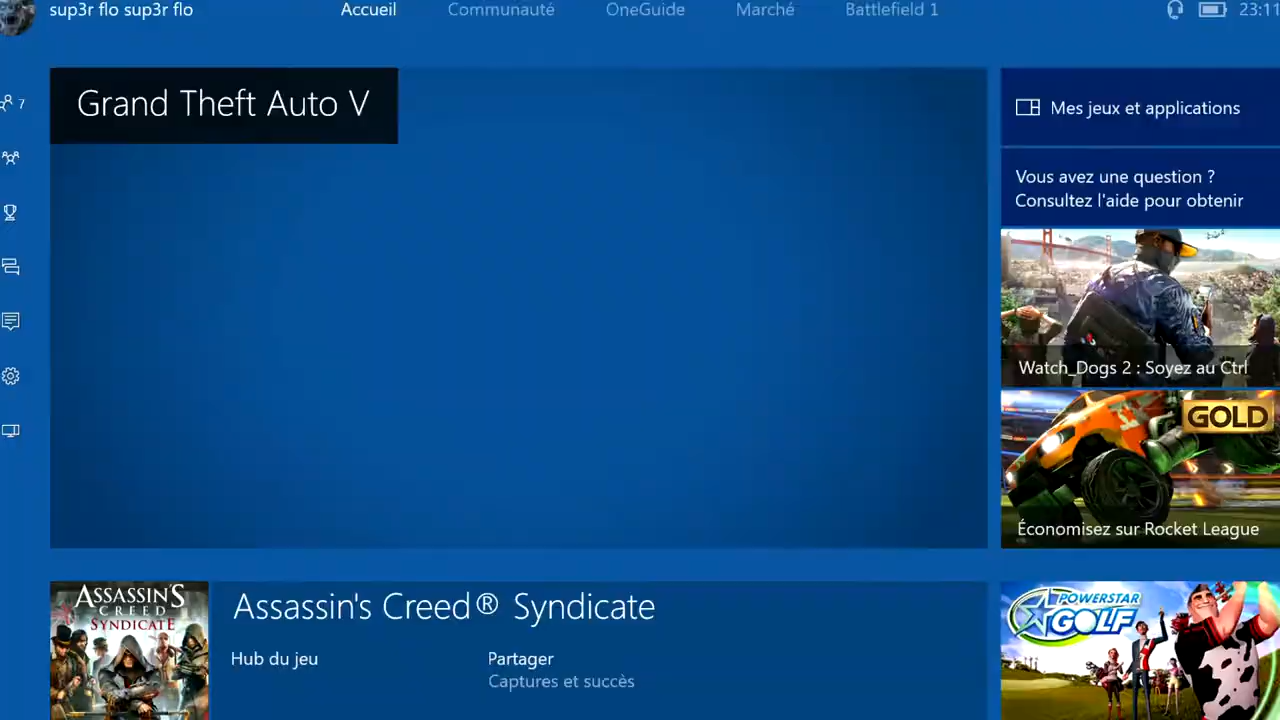 sup3r flo sup3r flo
Accueil
Communauté
OneGuide
Marché
Battlefield 1
23:11
7
Grand Theft Auto V
Mes jeux et applications
Vous avez une question ?
Consultez l'aide pour obtenir
Watch_Dogs 2 : Soyez au Ctrl
GOLD
Économisez sur Rocket League
ASSASSIN'S
CREED
SYNDICATE
Assassin's Creed® Syndicate
Hub du jeu
Partager
Captures et succès
POWERSTAR
GOLF